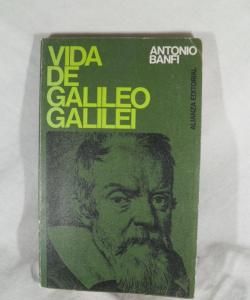 VIDA
DE
GALILEO
GALILEI
ANTONIO
BANFI
ALIANZA EDITORIAL